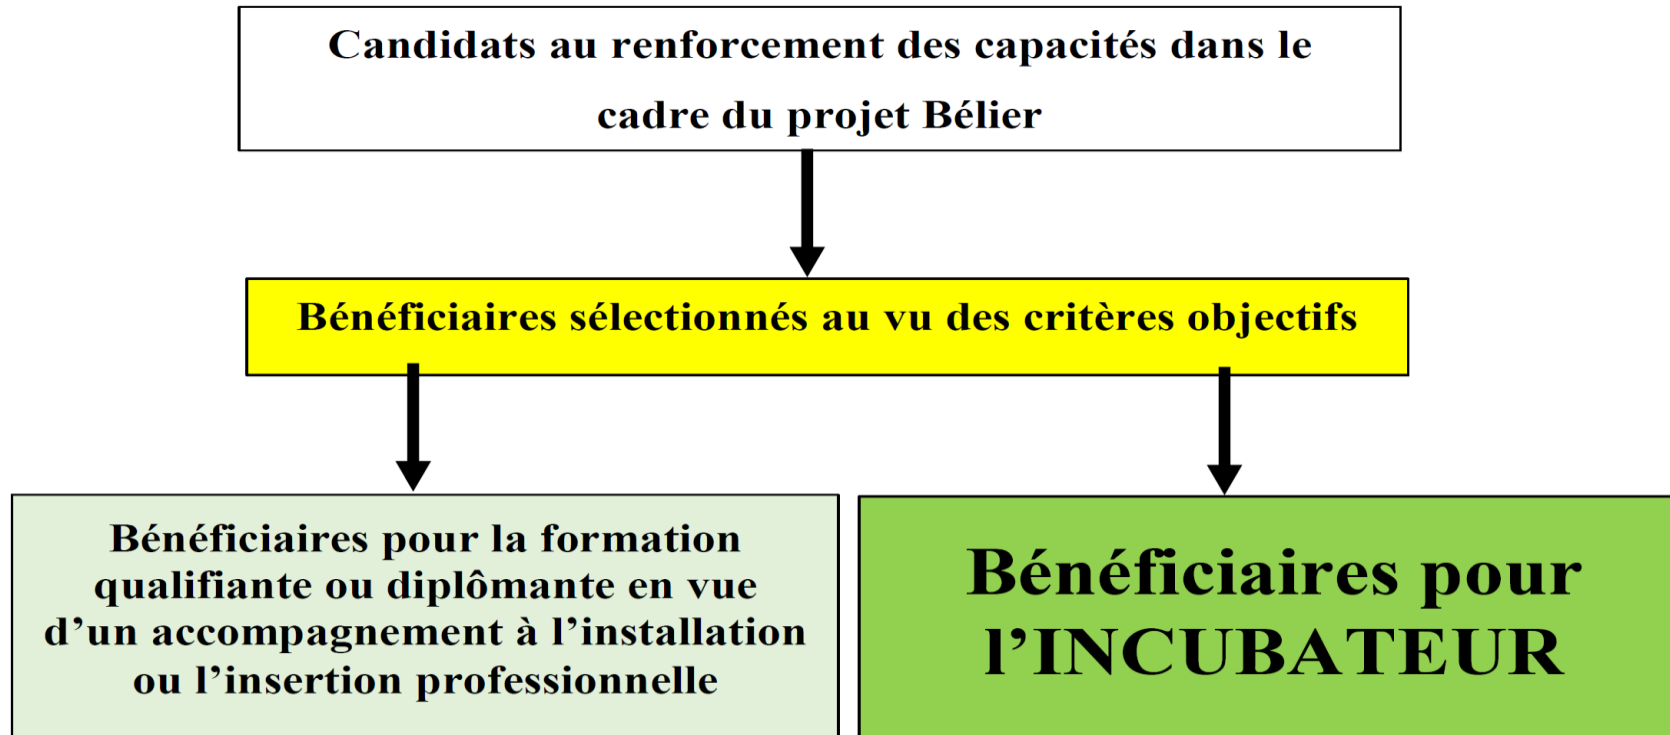 Candidats au renforcement des capacités dans le
cadre du projet Bélier
Bénéficiaires sélectionnés au vu des critères objectifs
Bénéficiaires pour la formation
qualifiante ou diplômante en vue
d’un accompagnement à l’installation
ou l’insertion professionnelle
Bénéficiaires pour
l’INCUBATEUR